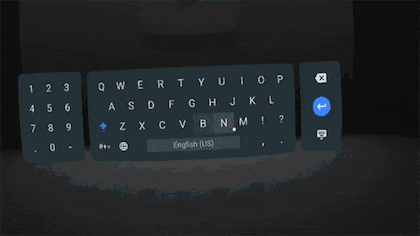 1 2 3 Q W E R T Y U I O P
4 5 6 A S D F G H J K L
7 8 9 Z X C V B N M ! ?
. 0 - #+= English (US) , .